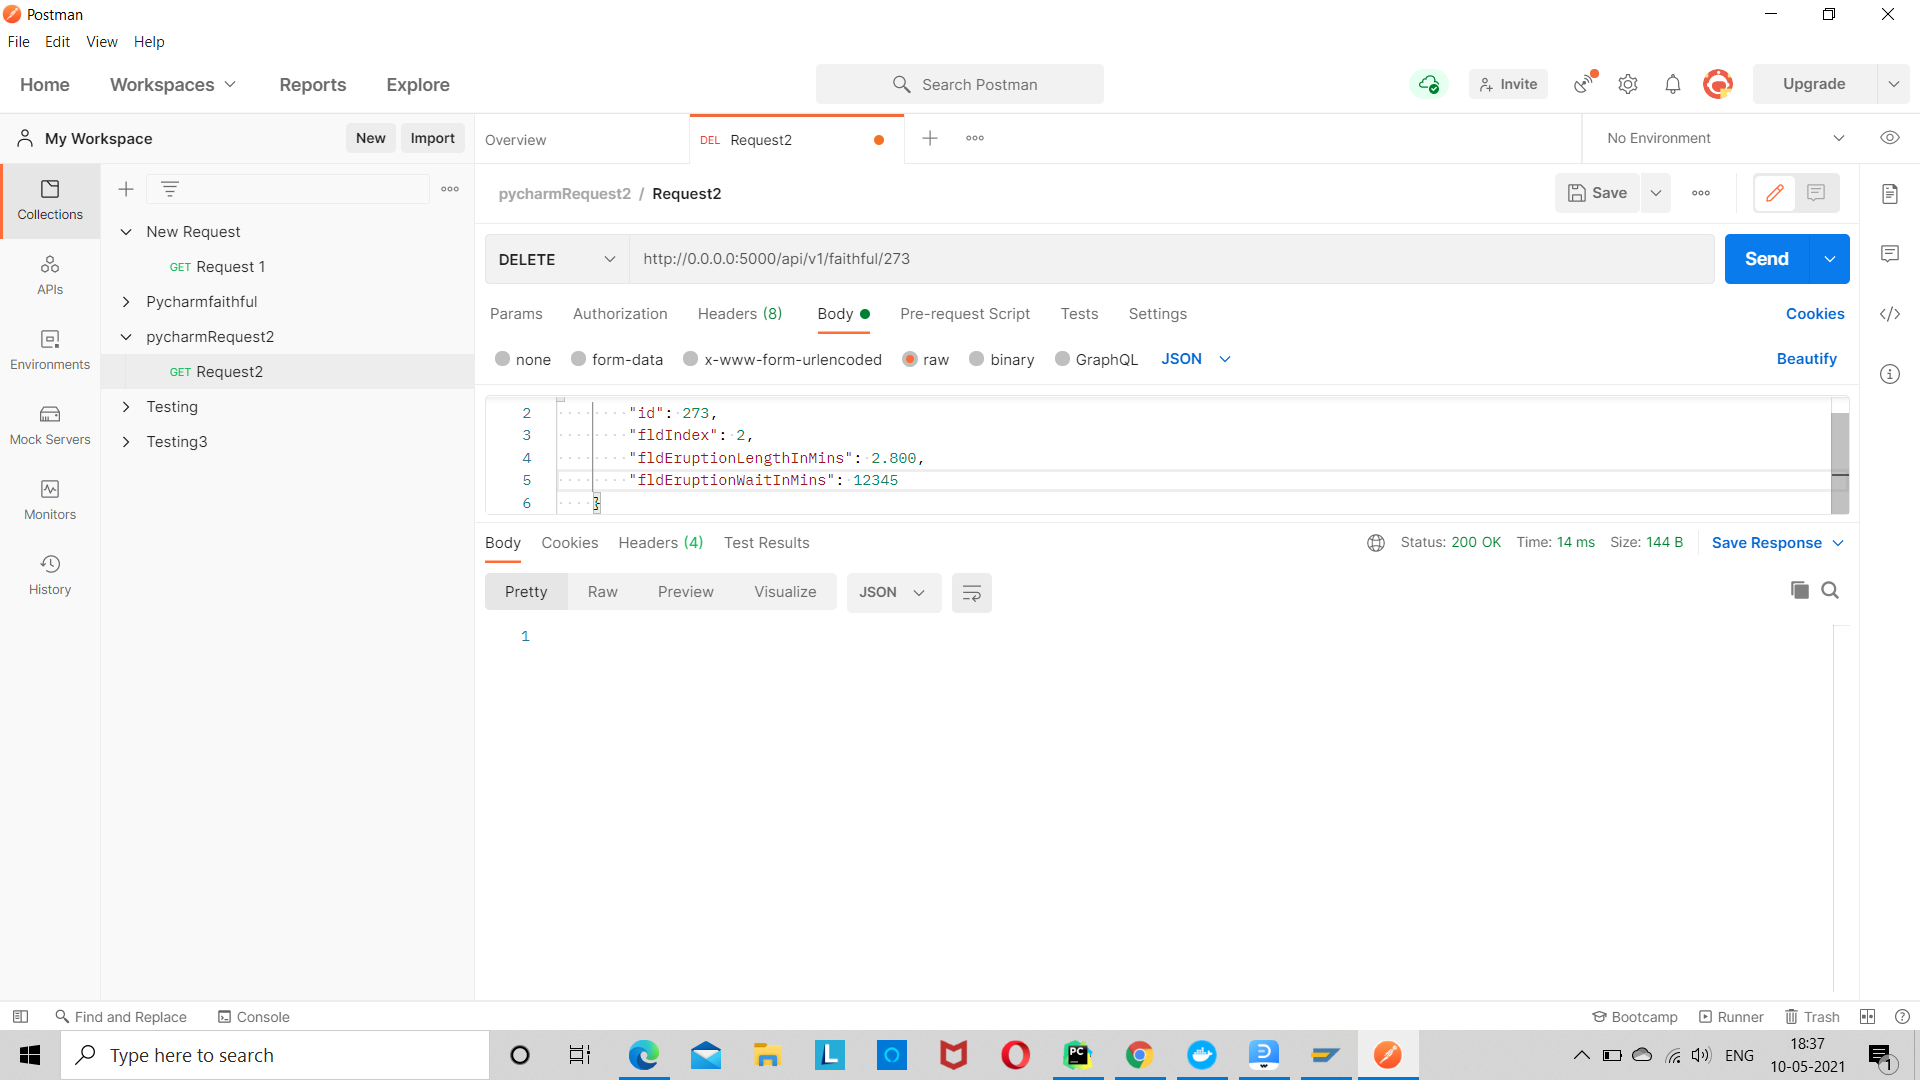 Postman
File Edit View Help
Home Workspaces Reports Explore Search Postman Invite Upgrade
My Workspace New Import Overview DEL Request2 No Environment
Collections
APIs
Environments
Mock Servers
Monitors
History
New Request
GET Request 1
Pycharmfaithful
pycharmRequest2
GET Request2
Testing
Testing3
pycharmRequest2 / Request2 Save
DELETE http://0.0.0.0:5000/api/v1/faithful/273 Send
Params Authorization Headers (8) Body Pre-request Script Tests Settings Cookies
none form-data x-www-form-urlencoded raw binary GraphQL JSON Beautify
2 "id": 273,
3 "fldIndex": 2,
4 "fldEruptionLengthInMins": 2.800,
5 "fldEruptionWaitInMins": 12345
6 }
Body Cookies Headers (4) Test Results Status: 200 OK Time: 14 ms Size: 144 B Save Response
Pretty Raw Preview Visualize JSON
1
Find and Replace Console Bootcamp Runner Trash
Type here to search ENG 18:37
10-05-2021 1